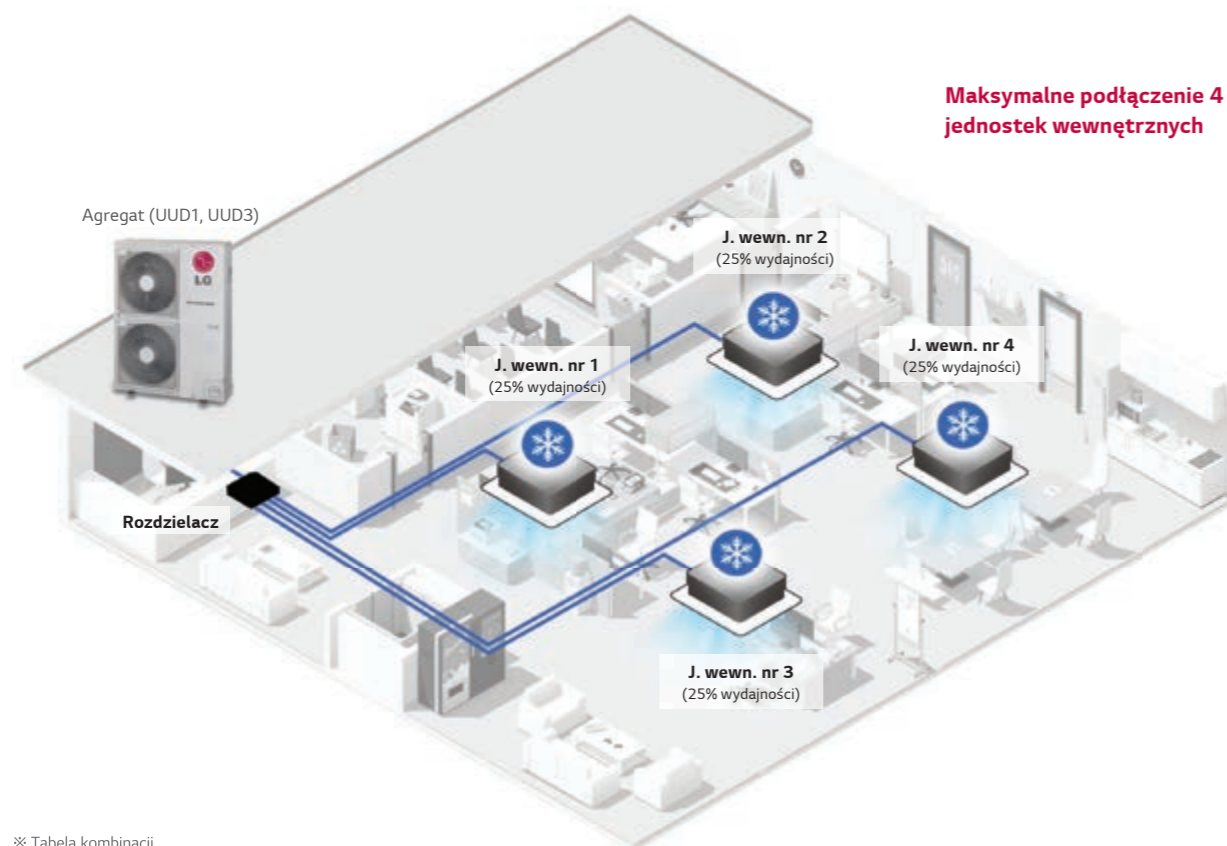 Maksymalne podłączenie 4
jednostek wewnętrznych
Agregat (UUD1, UUD3)
LG
J. wewn. nr 2
(25% wydajności)
J. wewn. nr 4
(25% wydajności)
J. wewn. nr 1
(25% wydajności)
Rozdzielacz
J. wewn. nr 3
(25% wydajności)
※ Tabela kombinacji